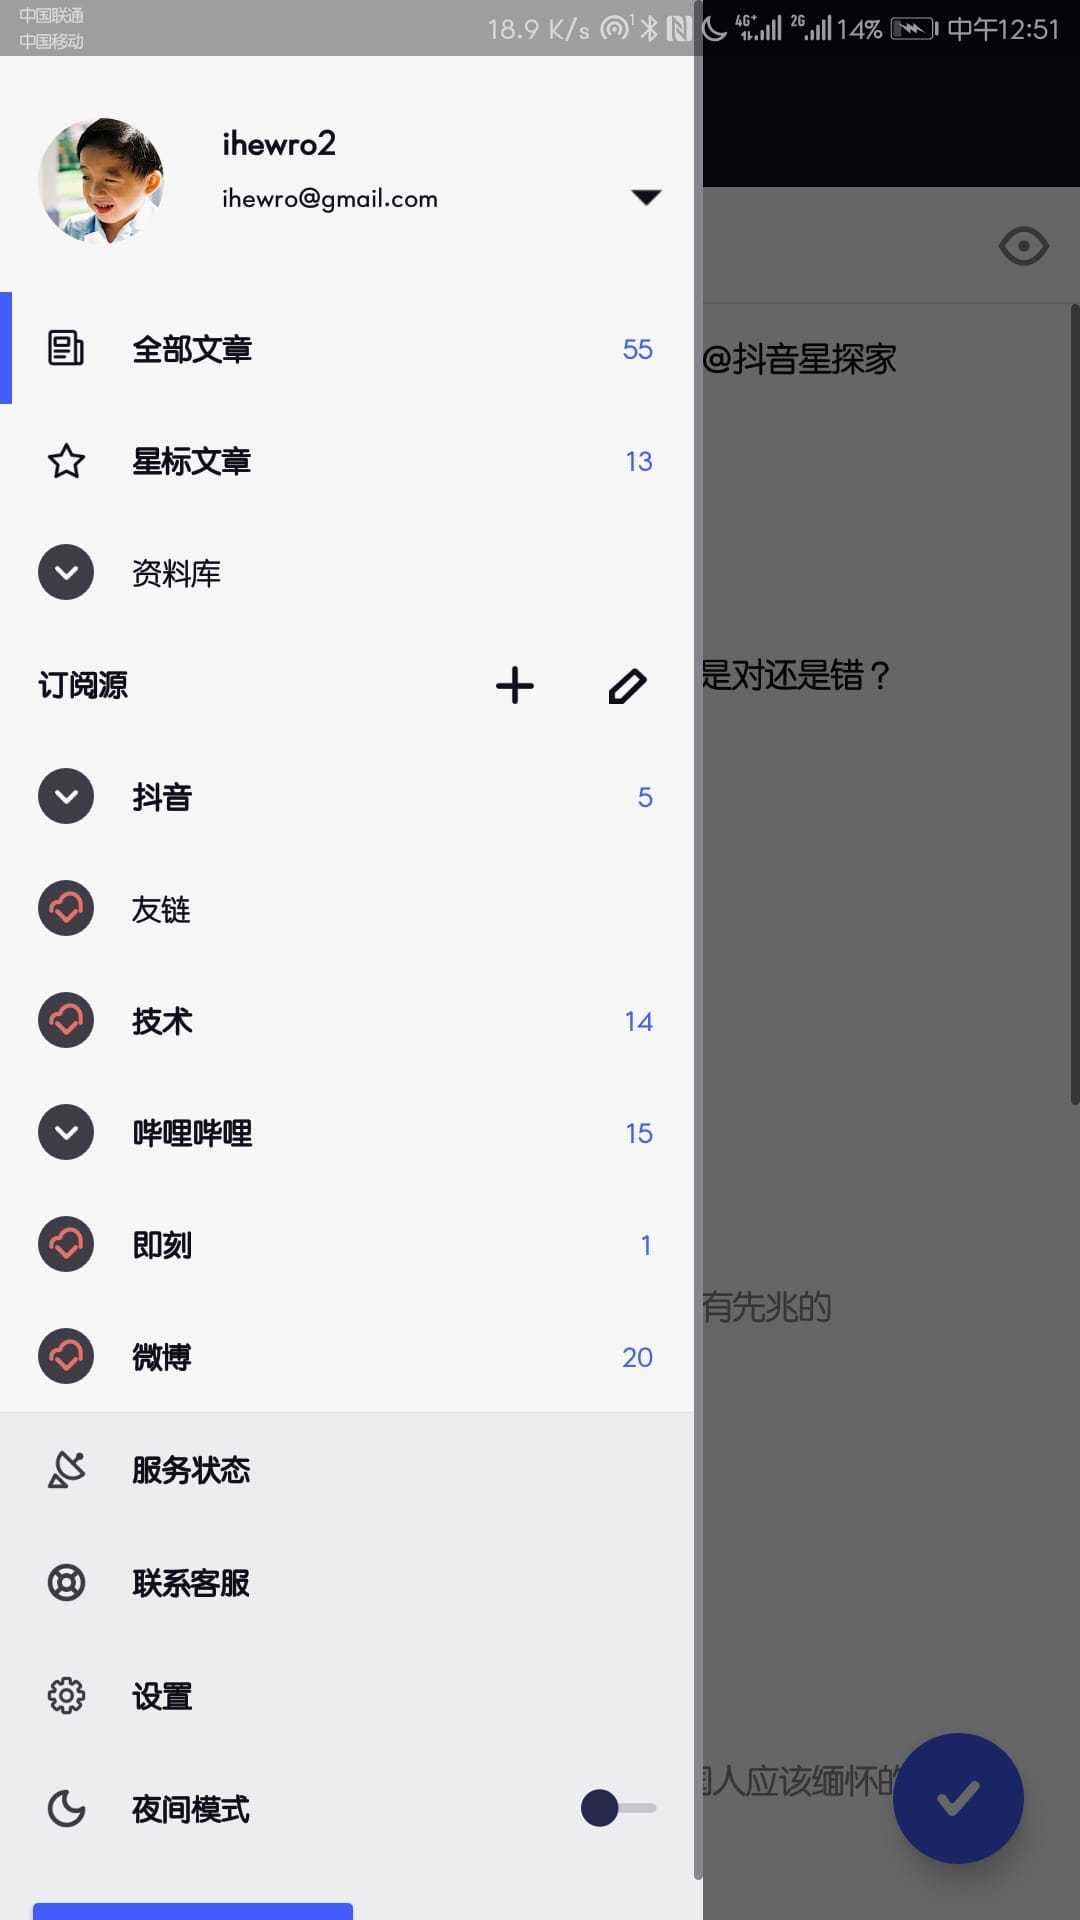 中国联通
中国移动
18.9 K/s 1 4G+ 2G 14% 中午12:51
ihewro2
ihewro@gmail.com
全部文章 55
@抖音星探家
星标文章 13
资料库
订阅源
是对还是错？
抖音 5
友链
技术 14
哔哩哔哩 15
即刻 1
有先兆的
微博 20
服务状态
联系客服
设置
人应该缅怀
夜间模式